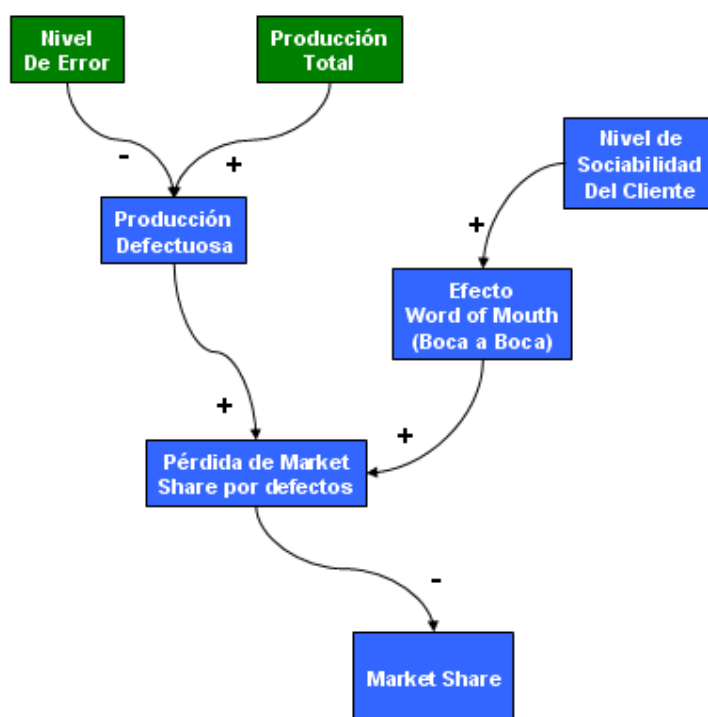 Nivel
De Error
Producción
Total
Nivel de
Sociabilidad
Del Cliente
-
+
Producción
Defectuosa
+
Efecto
Word of Mouth
(Boca a Boca)
+
+
Pérdida de Market
Share por defectos
-
Market Share